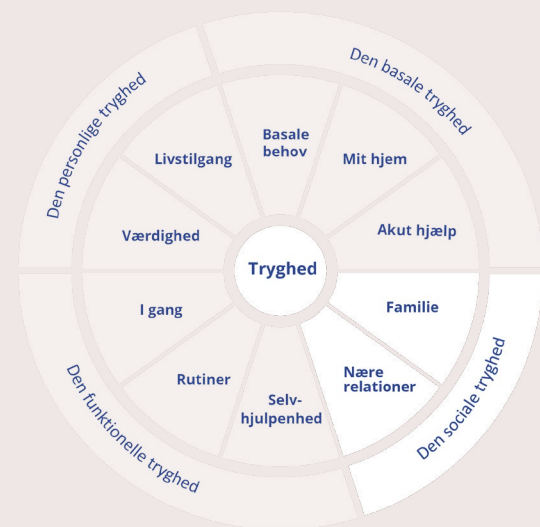 Den personlige tryghed
Den basale tryghed
Basale
behov
Livstilgang
Mit hjem
Værdighed
Akut hjælp
Tryghed
I gang
Familie
Rutiner
Nære
relationer
Selv-
hjulpenhed
Den funktionelle tryghed
Den sociale tryghed